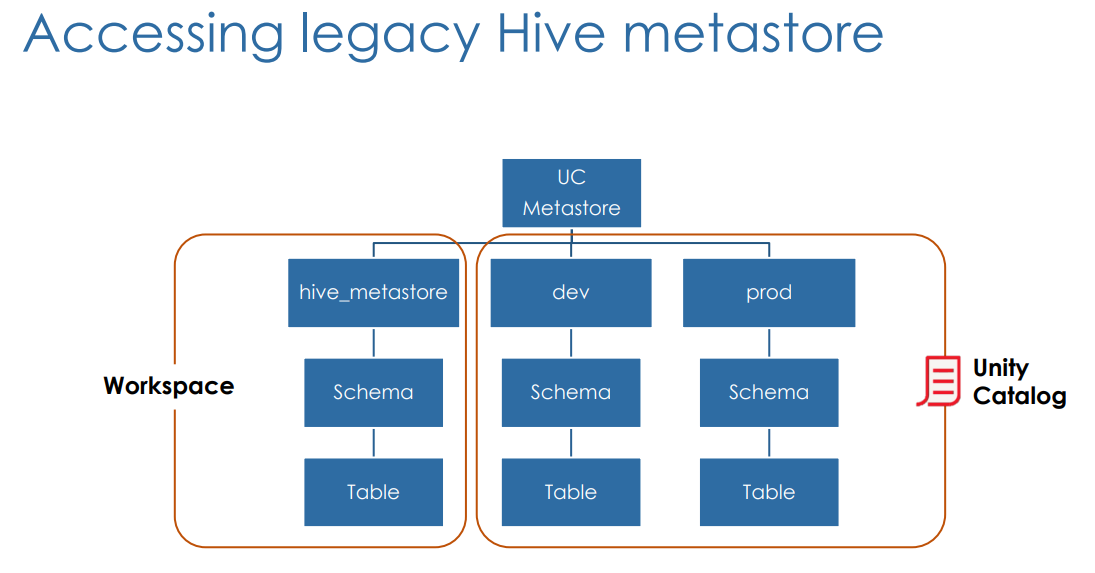 Accessing legacy Hive metastore
UC
Metastore
hive_metastore
dev
prod
Workspace
Schema
Schema
Schema
Unity
Catalog
Table
Table
Table